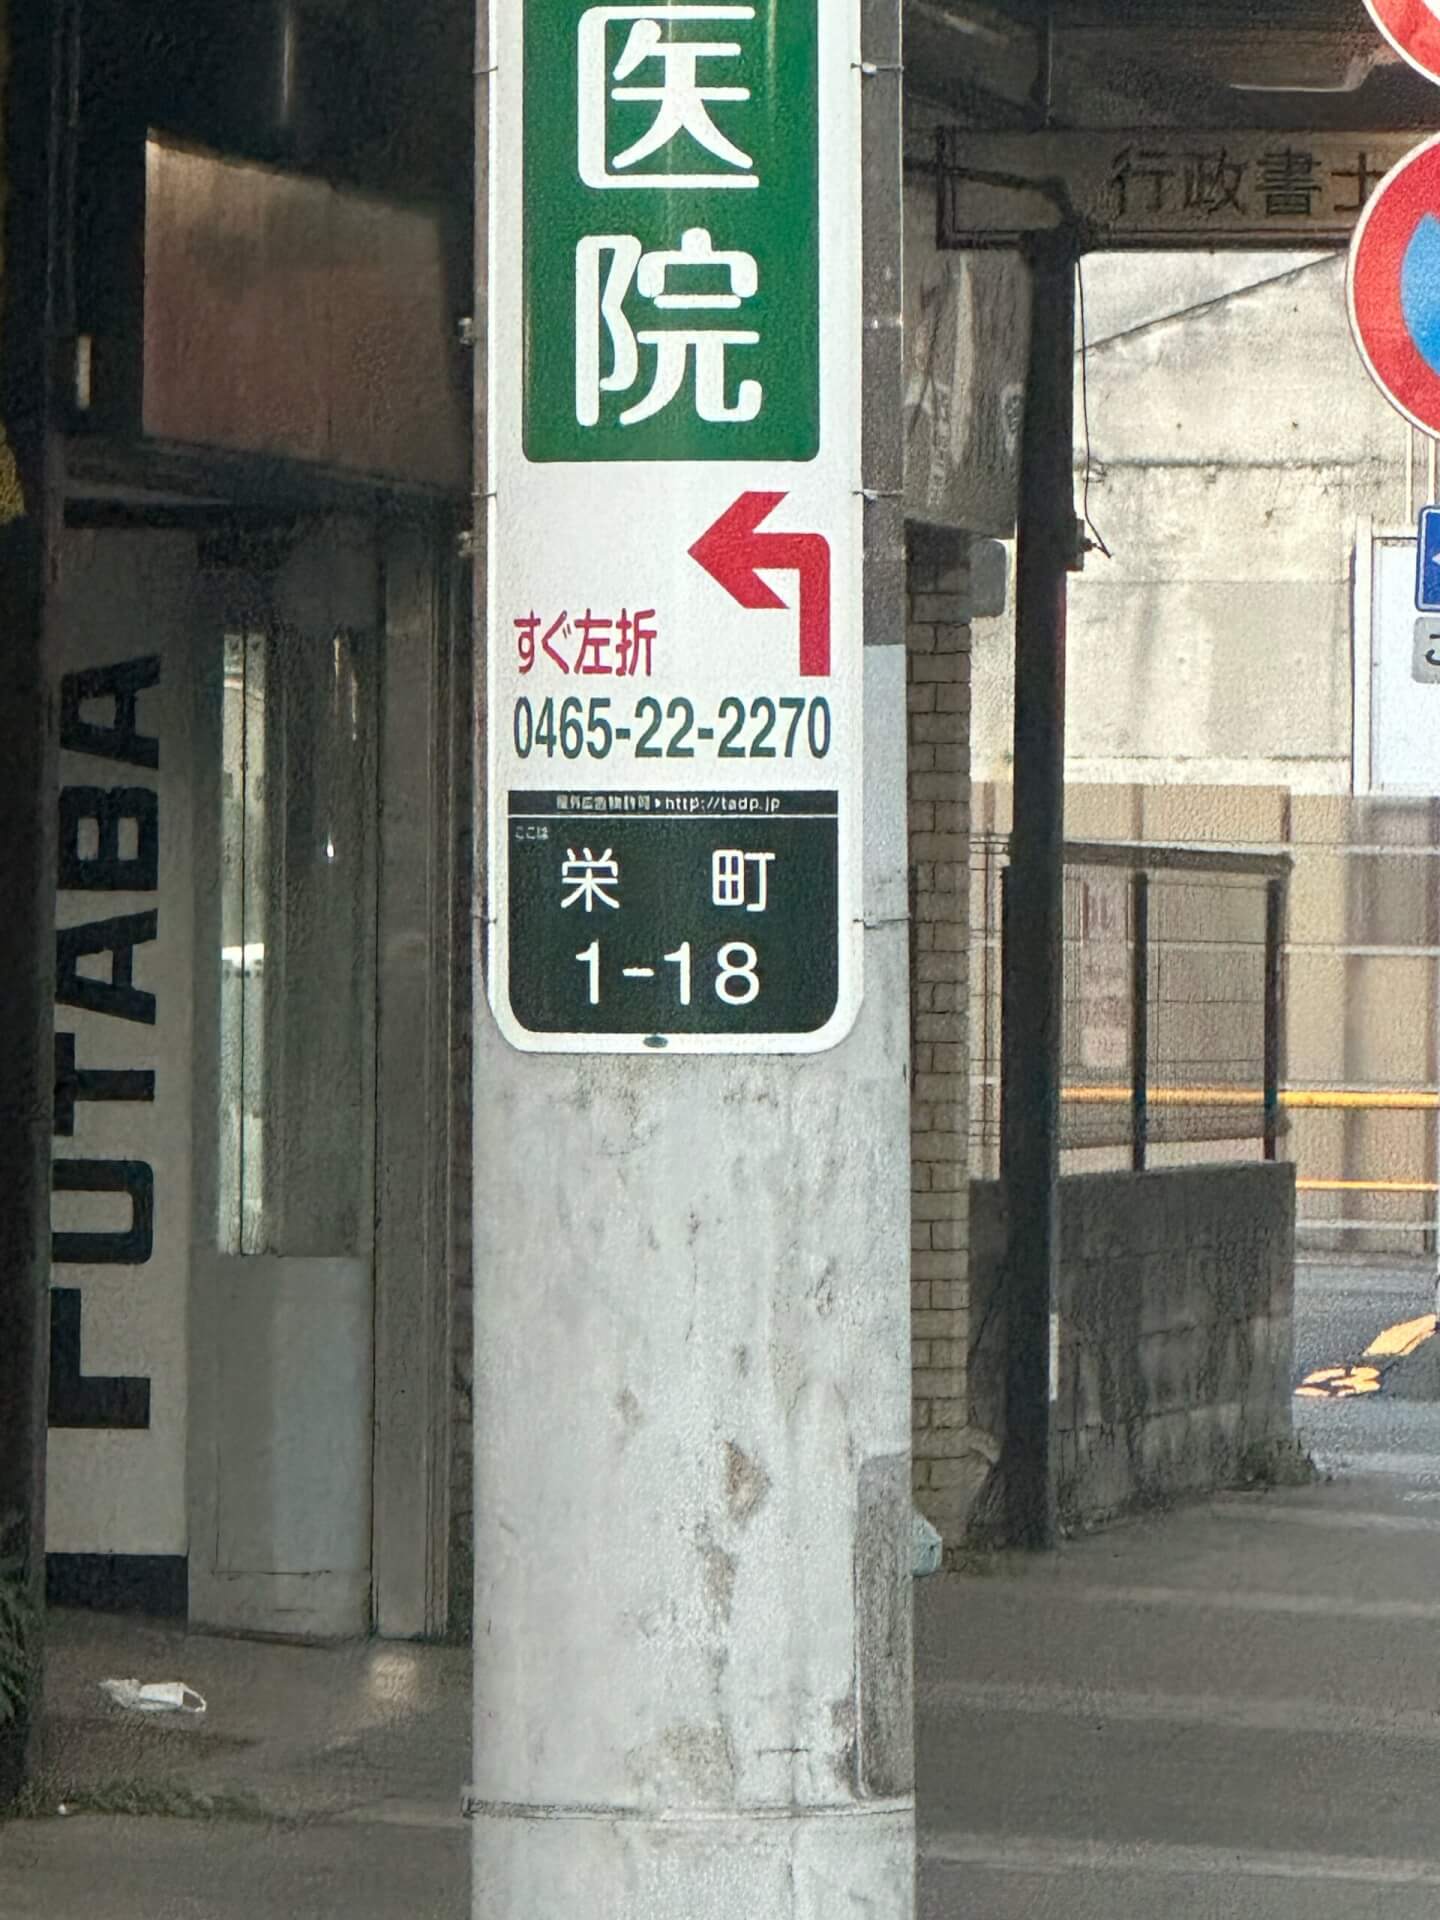 医院
すぐ左折
0465-22-2270
屋外広告物許可▶http://tadp.jp
ここは
栄町
1-18
行政書士
FUTABA